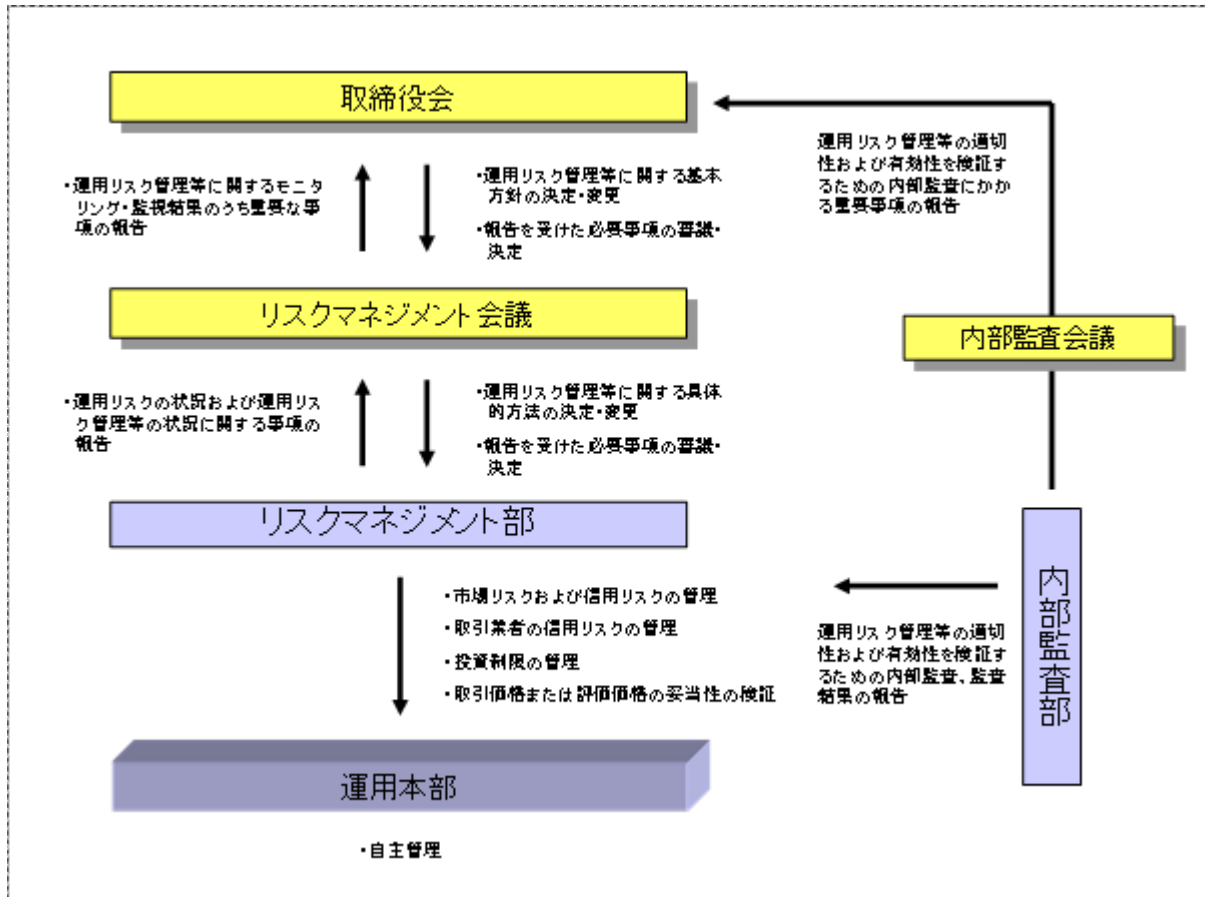 取締役会
・運用リスク管理等に関するモニ
タリング・監視結果のうち重要な事
項の報告
・運用リスク管理等に関する基本
方針の決定・変更
・報告を受けた必要事項の審議・
決定
運用リスク管理等の適切
性および有効性を検証す
るための内部監査にかか
る重要事項の報告
リスクマネジメント会議
内部監査会議
・運用リスクの状況および運用リス
ク管理等の状況に関する事項の
報告
・運用リスク管理等に関する具体
的方法の決定・変更
・報告を受けた必要事項の審議・
決定
リスクマネジメント部
内部監査部
・市場リスクおよび信用リスクの管理
・取引業者の信用リスクの管理
・投資制限の管理
・取引価格または評価価格の妥当性の検証
運用リスク管理等の適切
性および有効性を検証す
るための内部監査、監査
結果の報告
運用本部
・自主管理